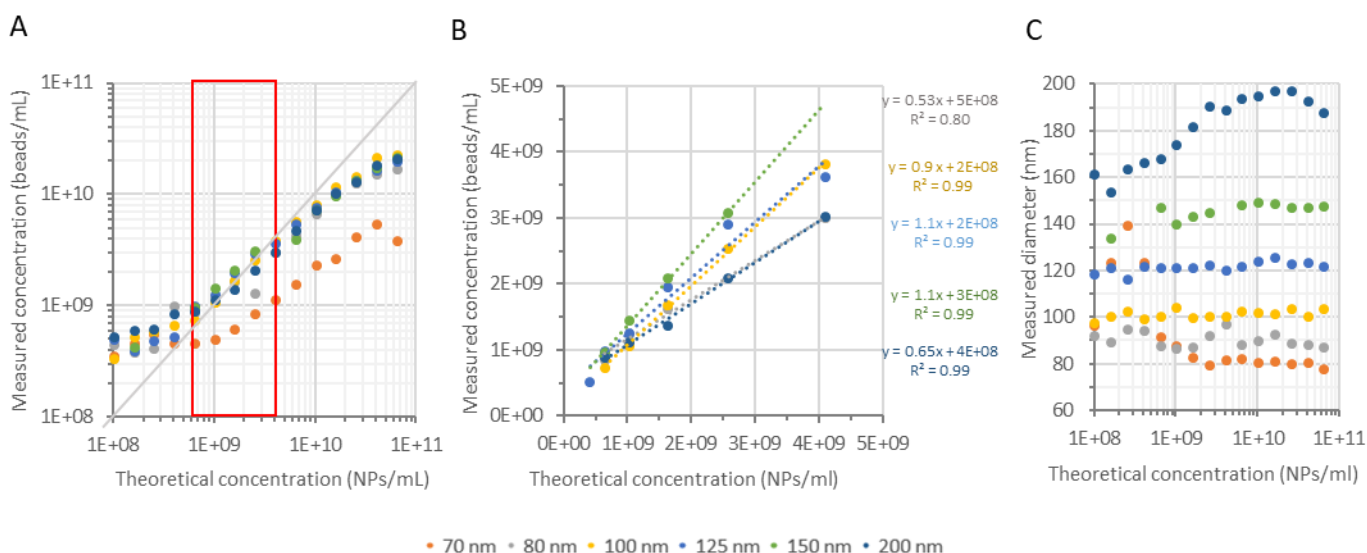 A
B
C
Measured concentration (beads/mL)
1E+11
1E+10
1E+09
1E+08
1E+08
1E+09
1E+10
1E+11
Theoretical concentration (NPs/mL)
Measured concentration (beads/mL)
5E+09
4E+09
3E+09
2E+09
1E+09
0E+00
0E+00
1E+09
2E+09
3E+09
4E+09
5E+09
Theoretical concentration (NPs/ml)
y = 0.53x + 5E+08
R² = 0.80
y = 0.9x + 2E+08
R² = 0.99
y = 1.1x + 2E+08
R² = 0.99
y = 1.1x + 3E+08
R² = 0.99
y = 0.65x + 4E+08
R² = 0.99
Measured diameter (nm)
200
180
160
140
120
100
80
60
1E+08
1E+09
1E+10
1E+11
Theoretical concentration (NPs/ml)
70 nm
80 nm
100 nm
125 nm
150 nm
200 nm